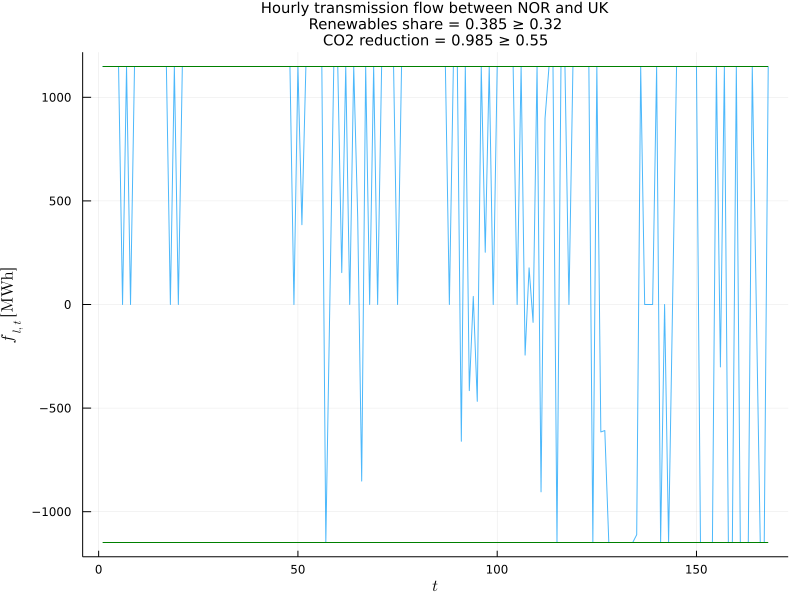 Hourly transmission flow between NOR and UK
Renewables share = 0.385 ≥ 0.32
CO2 reduction = 0.985 ≥ 0.55
1000
500
0
−500
−1000
f_{l,t} [MWh]
0 50 100 150
t